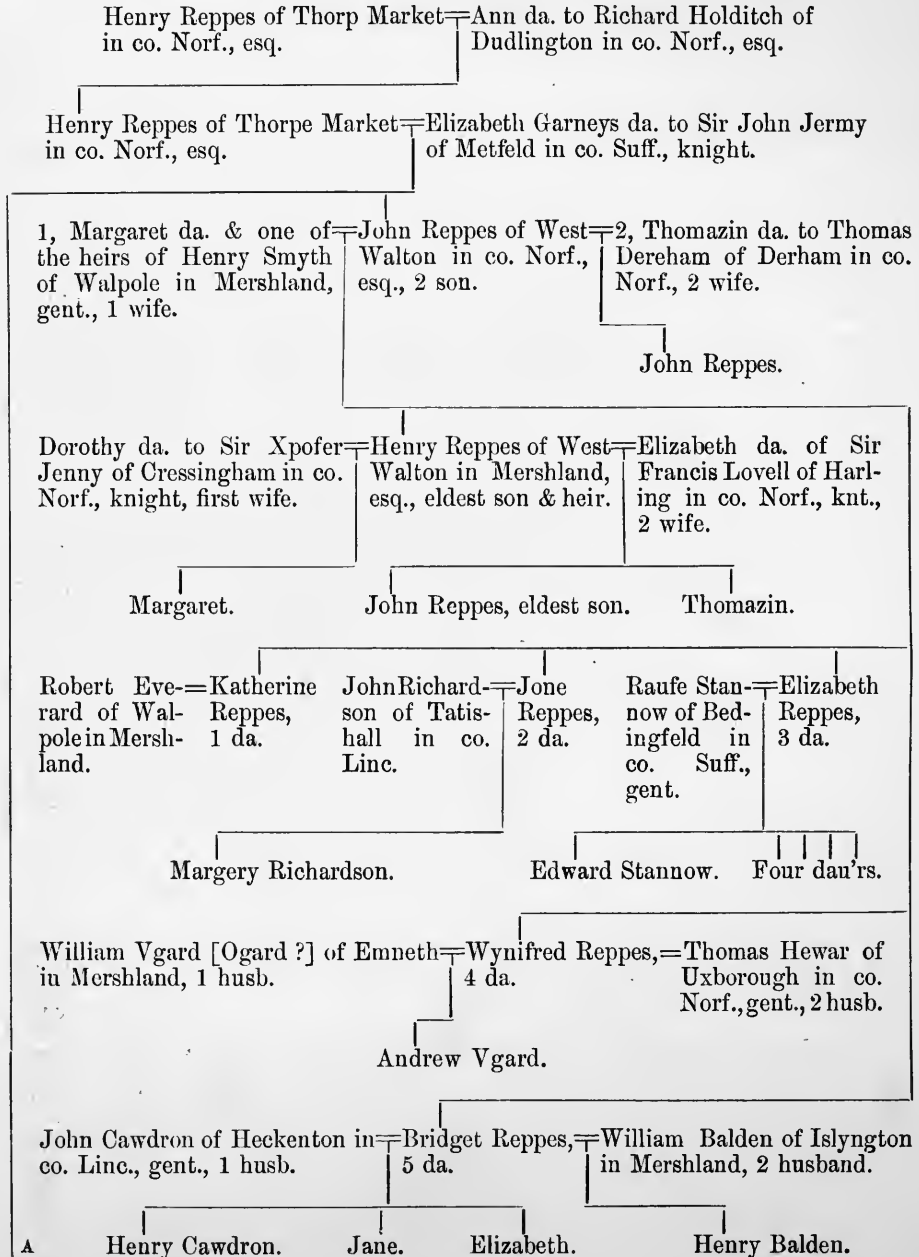 Henry Reppes of Thorp Market
in co. Norf., esq.
Ann da. to Richard Holditch of
Dudlington in co. Norf., esq.
Henry Reppes of Thorpe Market
in co. Norf., esq.
Elizabeth Garneys da. to Sir John Jermy
of Metfeld in co. Suff., knight.
1, Margaret da. & one of
the heirs of Henry Smyth
of Walpole in Mershland,
gent., 1 wife.
John Reppes of West
Walton in co. Norf.,
esq., 2 son.
2, Thomazin da. to Thomas
Dereham of Derham in co.
Norf., 2 wife.
John Reppes.
Dorothy da. to Sir Xpofer
Jenny of Cressingham in co.
Norf., knight, first wife.
Henry Reppes of West
Walton in Mershland,
esq., eldest son & heir.
Elizabeth da. of Sir
Francis Lovell of Harl-
ing in co. Norf., knt.,
2 wife.
Margaret.
John Reppes, eldest son.
Thomazin.
Robert Eve-
rard of Wal-
pole in Mersh-
land.
Katherine
Reppes,
1 da.
John Richard-
son of Tatis-
hall in co.
Linc.
Jone
Reppes,
2 da.
Raufe Stan-
now of Bed-
ingfeld in
co. Suff.,
gent.
Elizabeth
Reppes,
3 da.
Margery Richardson.
Edward Stannow.
Four dau'rs.
William Vgard [Ogard ?] of Emneth
in Mershland, 1 husb.
Wynifred Reppes,
4 da.
Thomas Hewar of
Uxborough in co.
Norf., gent., 2 husb.
Andrew Vgard.
John Cawdron of Heckenton in
co. Linc., gent., 1 husb.
Bridget Reppes,
5 da.
William Balden of Islyngton
in Mershland, 2 husband.
A
Henry Cawdron.
Jane.
Elizabeth.
Henry Balden.